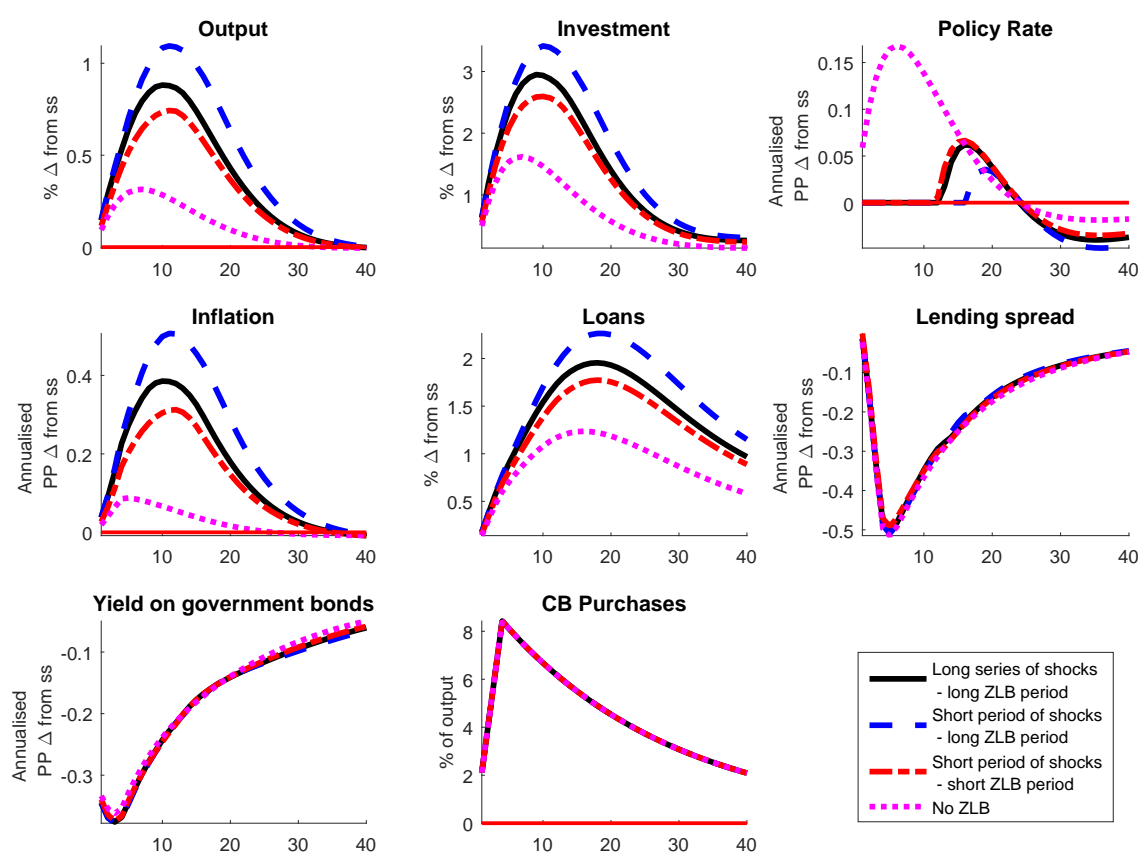 Output
% Δ from ss
1
0.5
0
10 20 30 40
Investment
% Δ from ss
3
2
1
10 20 30 40
Policy Rate
Annualised
PP Δ from ss
0.15
0.1
0.05
0
10 20 30 40
Inflation
Annualised
PP Δ from ss
0.4
0.2
0
10 20 30 40
Loans
% Δ from ss
2
1.5
1
0.5
10 20 30 40
Lending spread
Annualised
PP Δ from ss
-0.1
-0.2
-0.3
-0.4
-0.5
10 20 30 40
Yield on government bonds
Annualised
PP Δ from ss
-0.1
-0.2
-0.3
10 20 30 40
CB Purchases
% of output
8
6
4
2
0
10 20 30 40
Long series of shocks
- long ZLB period
Short period of shocks
- long ZLB period
Short period of shocks
- short ZLB period
No ZLB